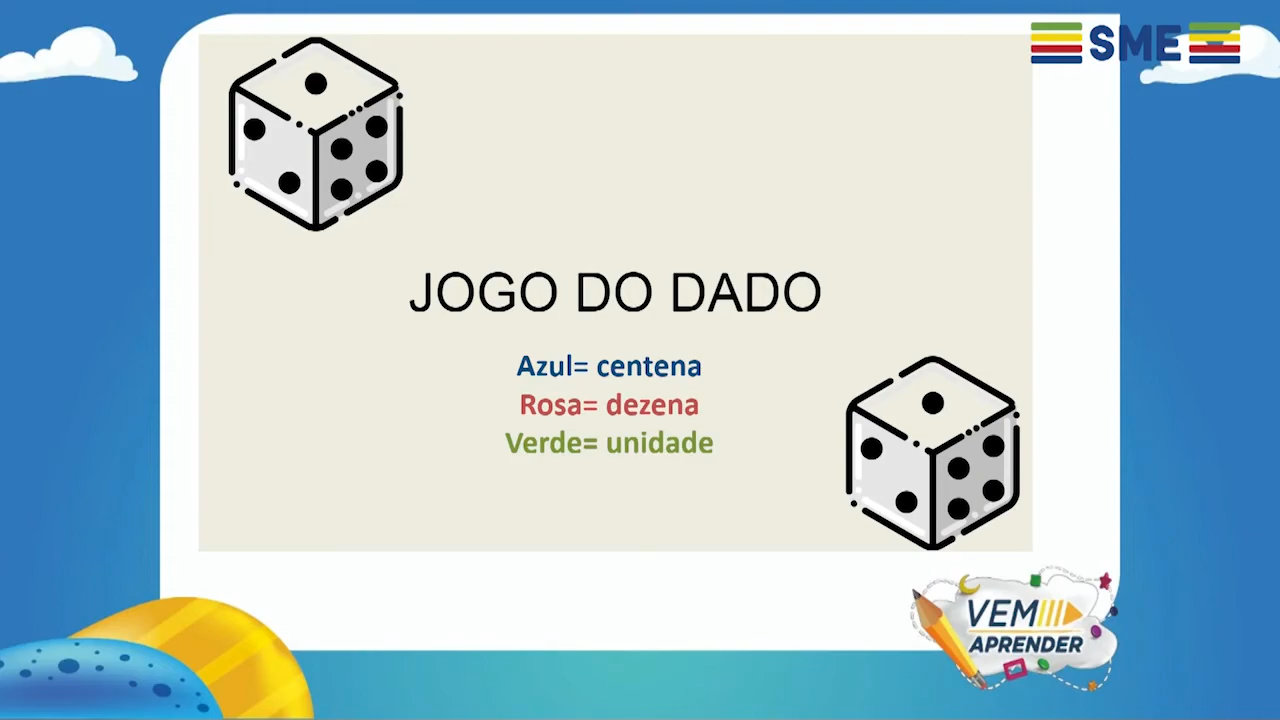 SME
JOGO DO DADO
Azul= centena
Rosa= dezena
Verde= unidade
VEM
APRENDER